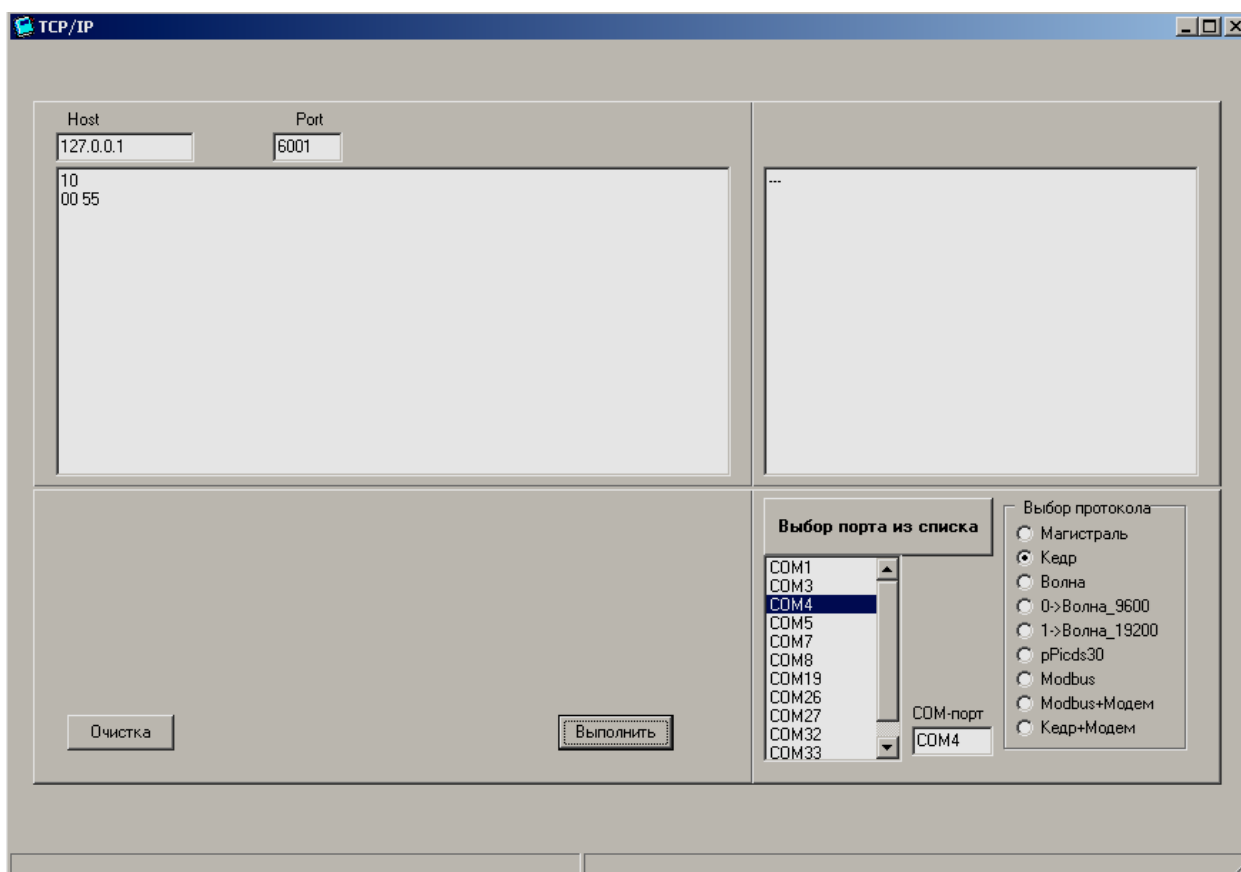 TCP/IP
Host Port
127.0.0.1 6001
10
00 55
---
Выбор порта из списка
COM1
COM3
COM4
COM5
COM7
COM8
COM19
COM26
COM27
COM32
COM33
COM-порт
COM4
Выбор протокола
Магистраль
Кедр
Волна
0->Волна_9600
1->Волна_19200
pPicds30
Modbus
Modbus+Модем
Кедр+Модем
Очистка
Выполнить